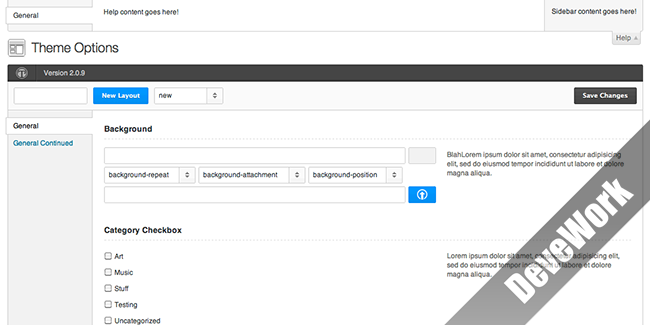 General
Help content goes here!
Sidebar content goes here!
Help
Theme Options
Version 2.0.9
New Layout
new
Save Changes
General
General Continued
Background
background-repeat
background-attachment
background-position
BlahLorem ipsum dolor sit amet, consectetur adipisicing
elit, sed do eiusmod tempor incididunt ut labore et dolore
magna aliqua.
Category Checkbox
Art
Music
Stuff
Testing
Uncategorized
Lorem ipsum dolor sit amet, consectetur adipisicing elit,
sed do eiusmod tempor incididunt ut labore et dolore
magna aliqua.
DeveWork